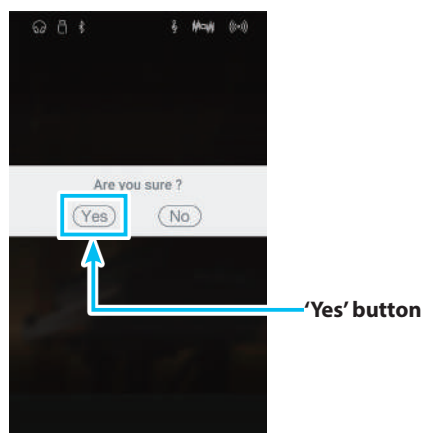 Are you sure ?
Yes
No
‘Yes’ button